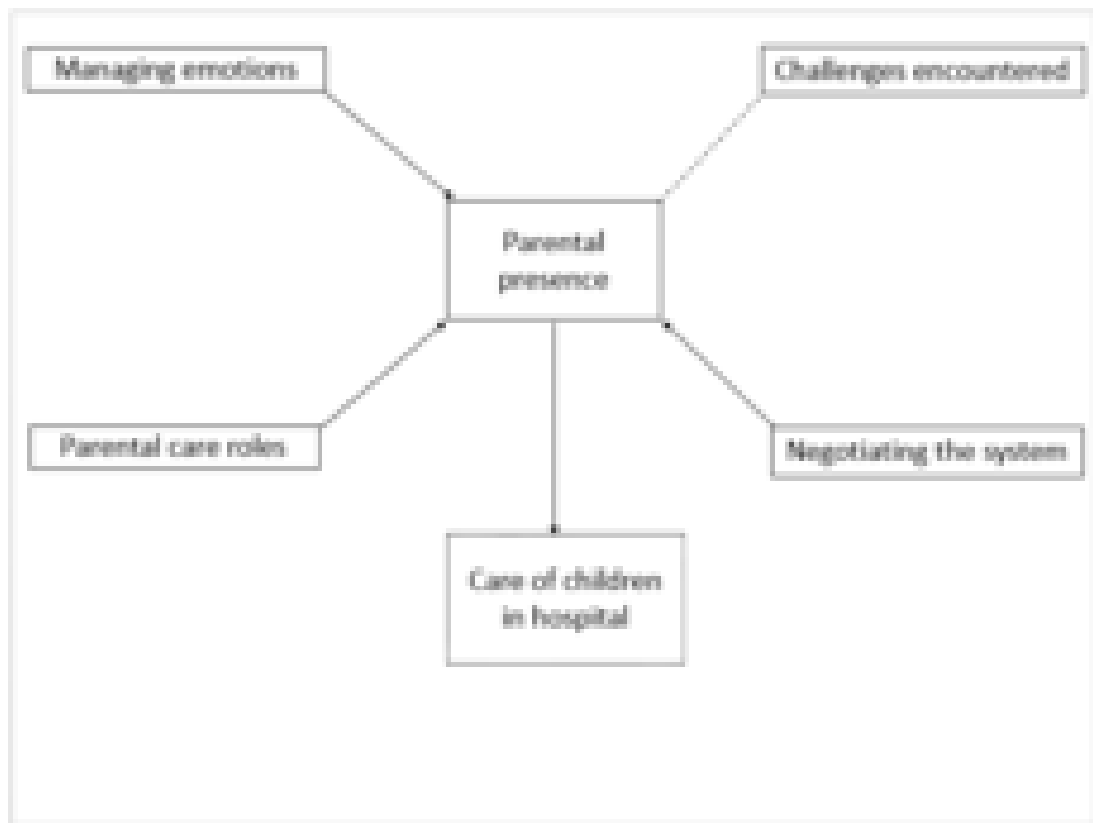 Managing emotions
Challenges encountered
Parental
presence
Parental care roles
Negotiating the system
Care of children
in hospital